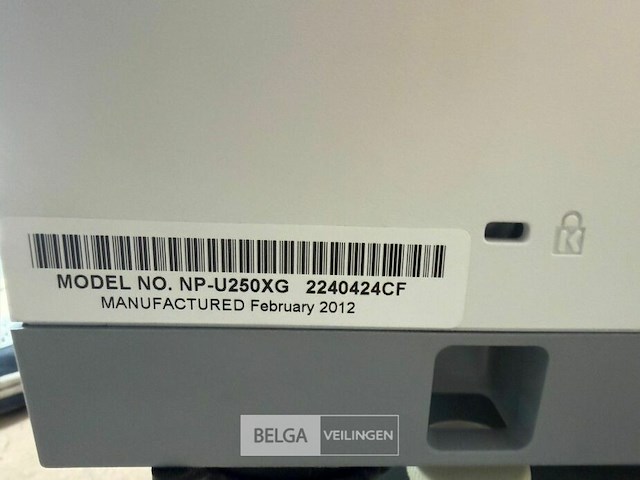 MODEL NO. NP-U250XG 2240424CF
MANUFACTURED February 2012
K
BELGA VEILINGEN